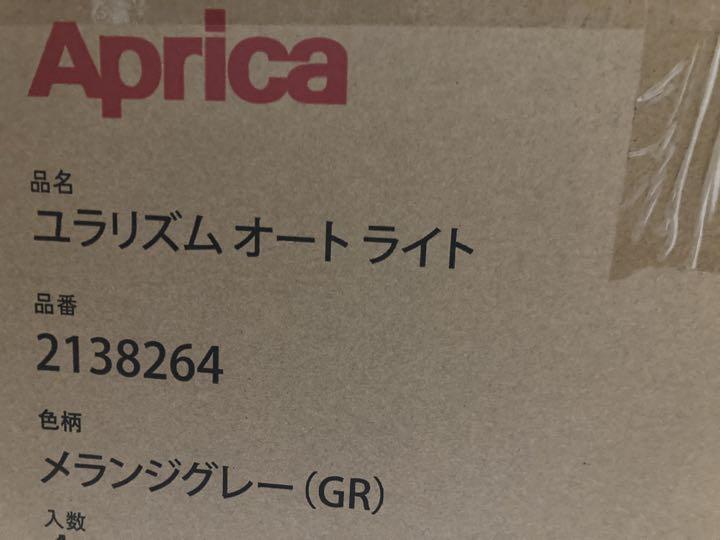 Aprica
品名
ユラリズム オート ライト
品番
2138264
色柄
メランジグレー(GR)
入数